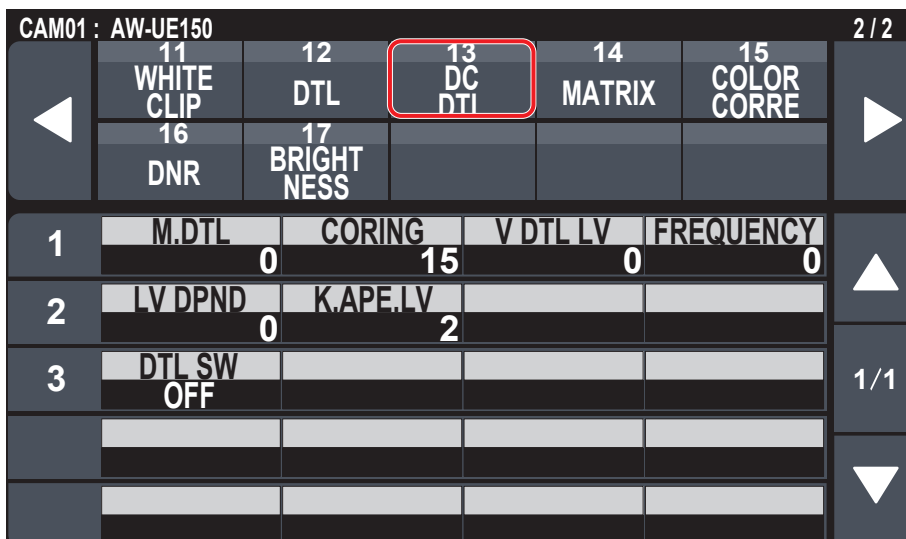 CAM01 : AW-UE150 2 / 2
11 12 13 14 15
WHITE CLIP DTL DC DTL MATRIX COLOR CORRE
16 17
DNR BRIGHT NESS
M.DTL CORING V DTL LV FREQUENCY
1 0 15 0 0
LV DPND K.APE.LV
2 0 2
DTL SW
3 OFF 1/1